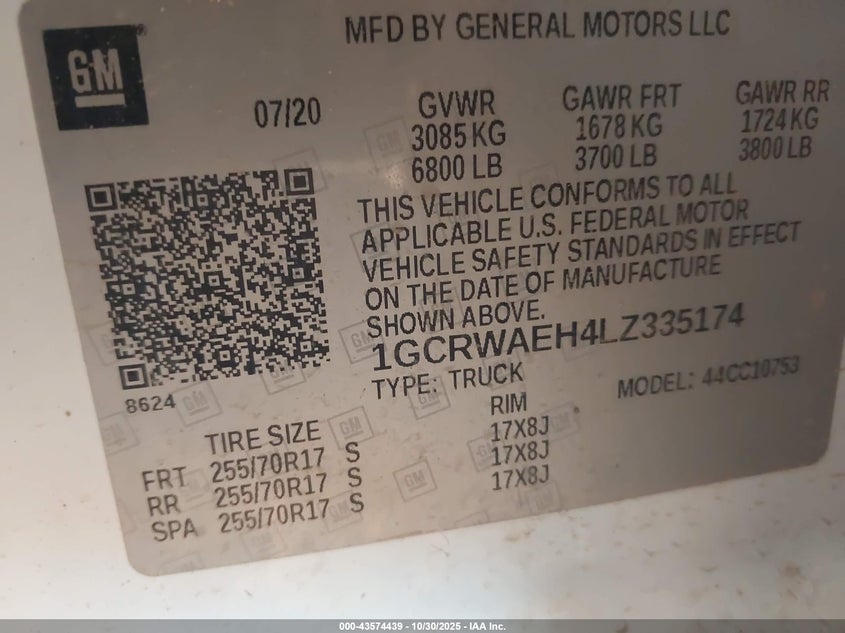 GM
MFD BY GENERAL MOTORS LLC
07/20
GVWR GAWR FRT GAWR RR
3085 KG 1678 KG 1724 KG
6800 LB 3700 LB 3800 LB
THIS VEHICLE CONFORMS TO ALL
APPLICABLE U.S. FEDERAL MOTOR
VEHICLE SAFETY STANDARDS IN EFFECT
ON THE DATE OF MANUFACTURE
SHOWN ABOVE.
1GCRWAEH4LZ335174
TYPE: TRUCK MODEL: 44CC10753
8624
TIRE SIZE RIM
FRT 255/70R17 S 17X8J
RR 255/70R17 S 17X8J
SPA 255/70R17 S 17X8J
000-43574439 - 10/30/2025 - IAA Inc.